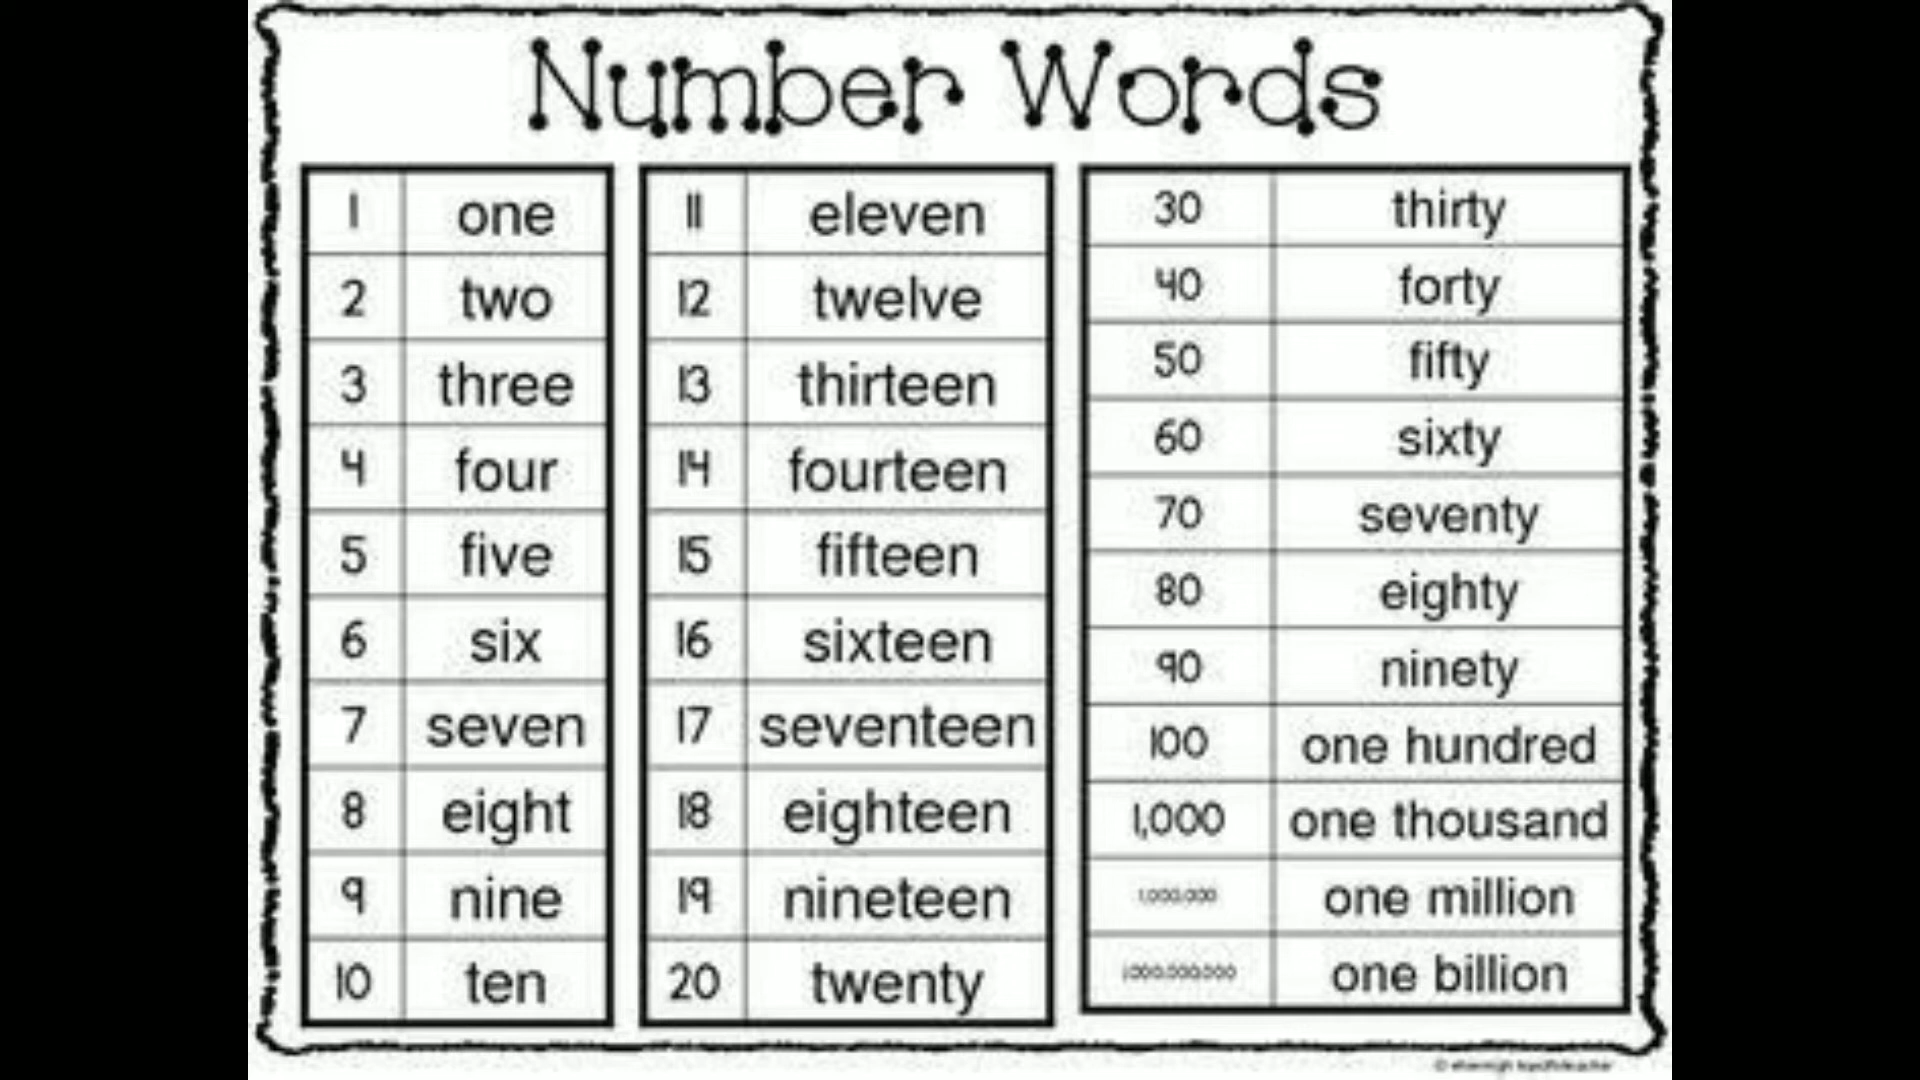 Number Words
1 one
2 two
3 three
4 four
5 five
6 six
7 seven
8 eight
9 nine
10 ten
11 eleven
12 twelve
13 thirteen
14 fourteen
15 fifteen
16 sixteen
17 seventeen
18 eighteen
19 nineteen
20 twenty
30 thirty
40 forty
50 fifty
60 sixty
70 seventy
80 eighty
90 ninety
100 one hundred
1,000 one thousand
1,000,000 one million
1,000,000,000 one billion